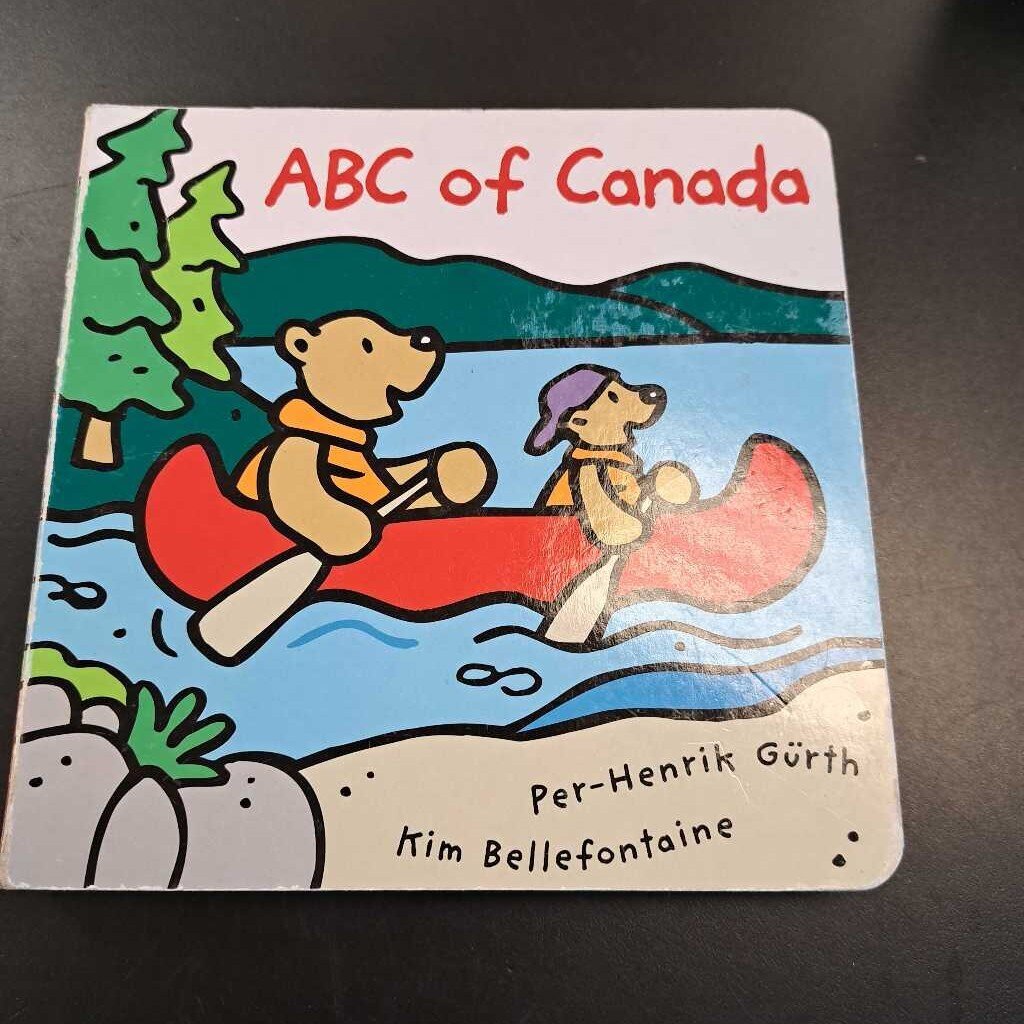 ABC of Canada
Per-Henrik Gürth
Kim Bellefontaine